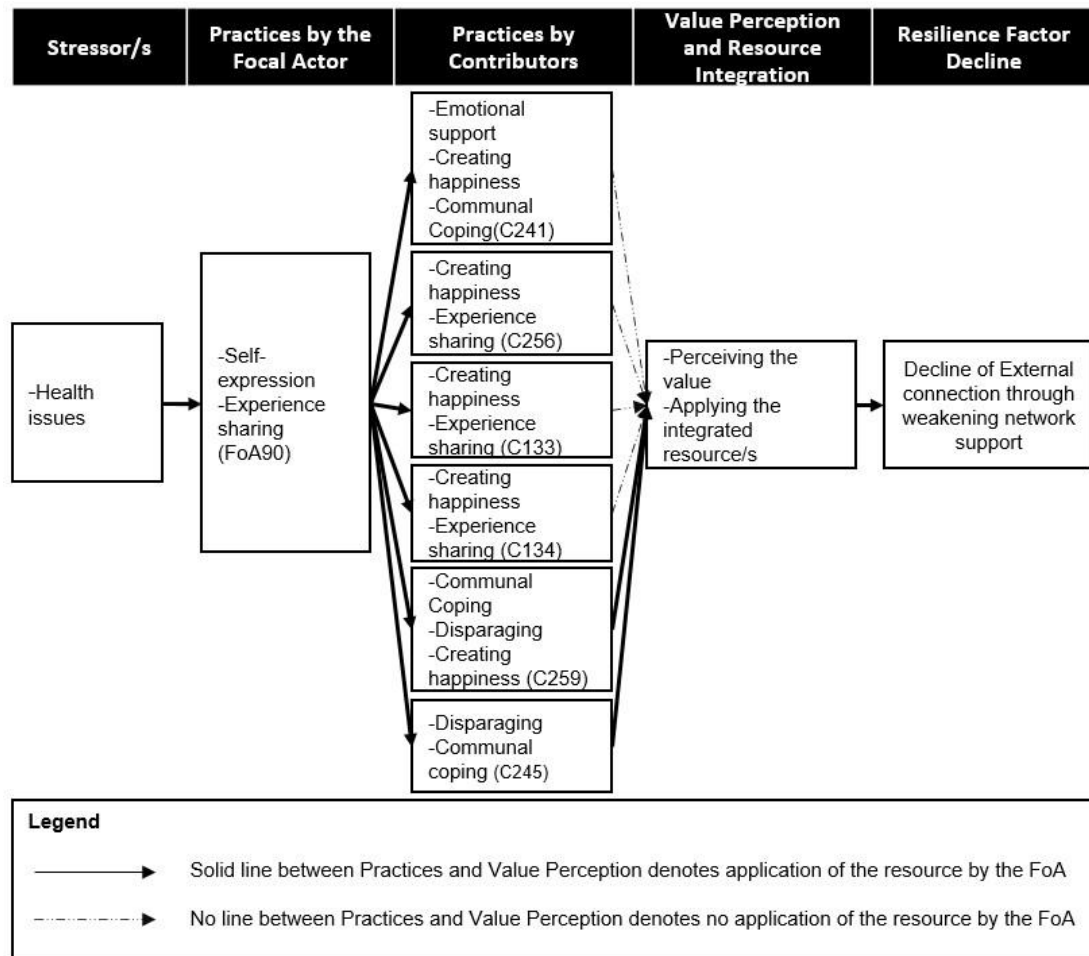 Stressor/s
Practices by the
Focal Actor
Practices by
Contributors
Value Perception
and Resource
Integration
Resilience Factor
Decline
-Health
issues
-Self-
expression
-Experience
sharing
(FoA90)
-Emotional
support
-Creating
happiness
-Communal
Coping(C241)
-Creating
happiness
-Experience
sharing (C256)
-Creating
happiness
-Experience
sharing (C133)
-Creating
happiness
-Experience
sharing (C134)
-Communal
Coping
-Disparaging
-Creating
happiness (C259)
-Disparaging
-Communal
coping (C245)
-Perceiving the
value
-Applying the
integrated
resource/s
Decline of External
connection through
weakening network
support
Legend
Solid line between Practices and Value Perception denotes application of the resource by the FoA
No line between Practices and Value Perception denotes no application of the resource by the FoA